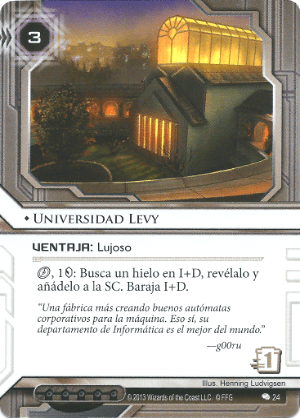 3
• UNIVERSIDAD LEVY
VENTAJA: Lujoso
, 1: Busca un hielo en I+D, revélalo y
añádelo a la SC. Baraja I+D.
"Una fábrica más creando buenos autómatas
corporativos para la máquina. Eso sí, su
departamento de Informática es el mejor del mundo."
—g00ru
1
Illus. Henning Ludvigsen
© 2013 Wizards of the Coast LLC. © FFG
24